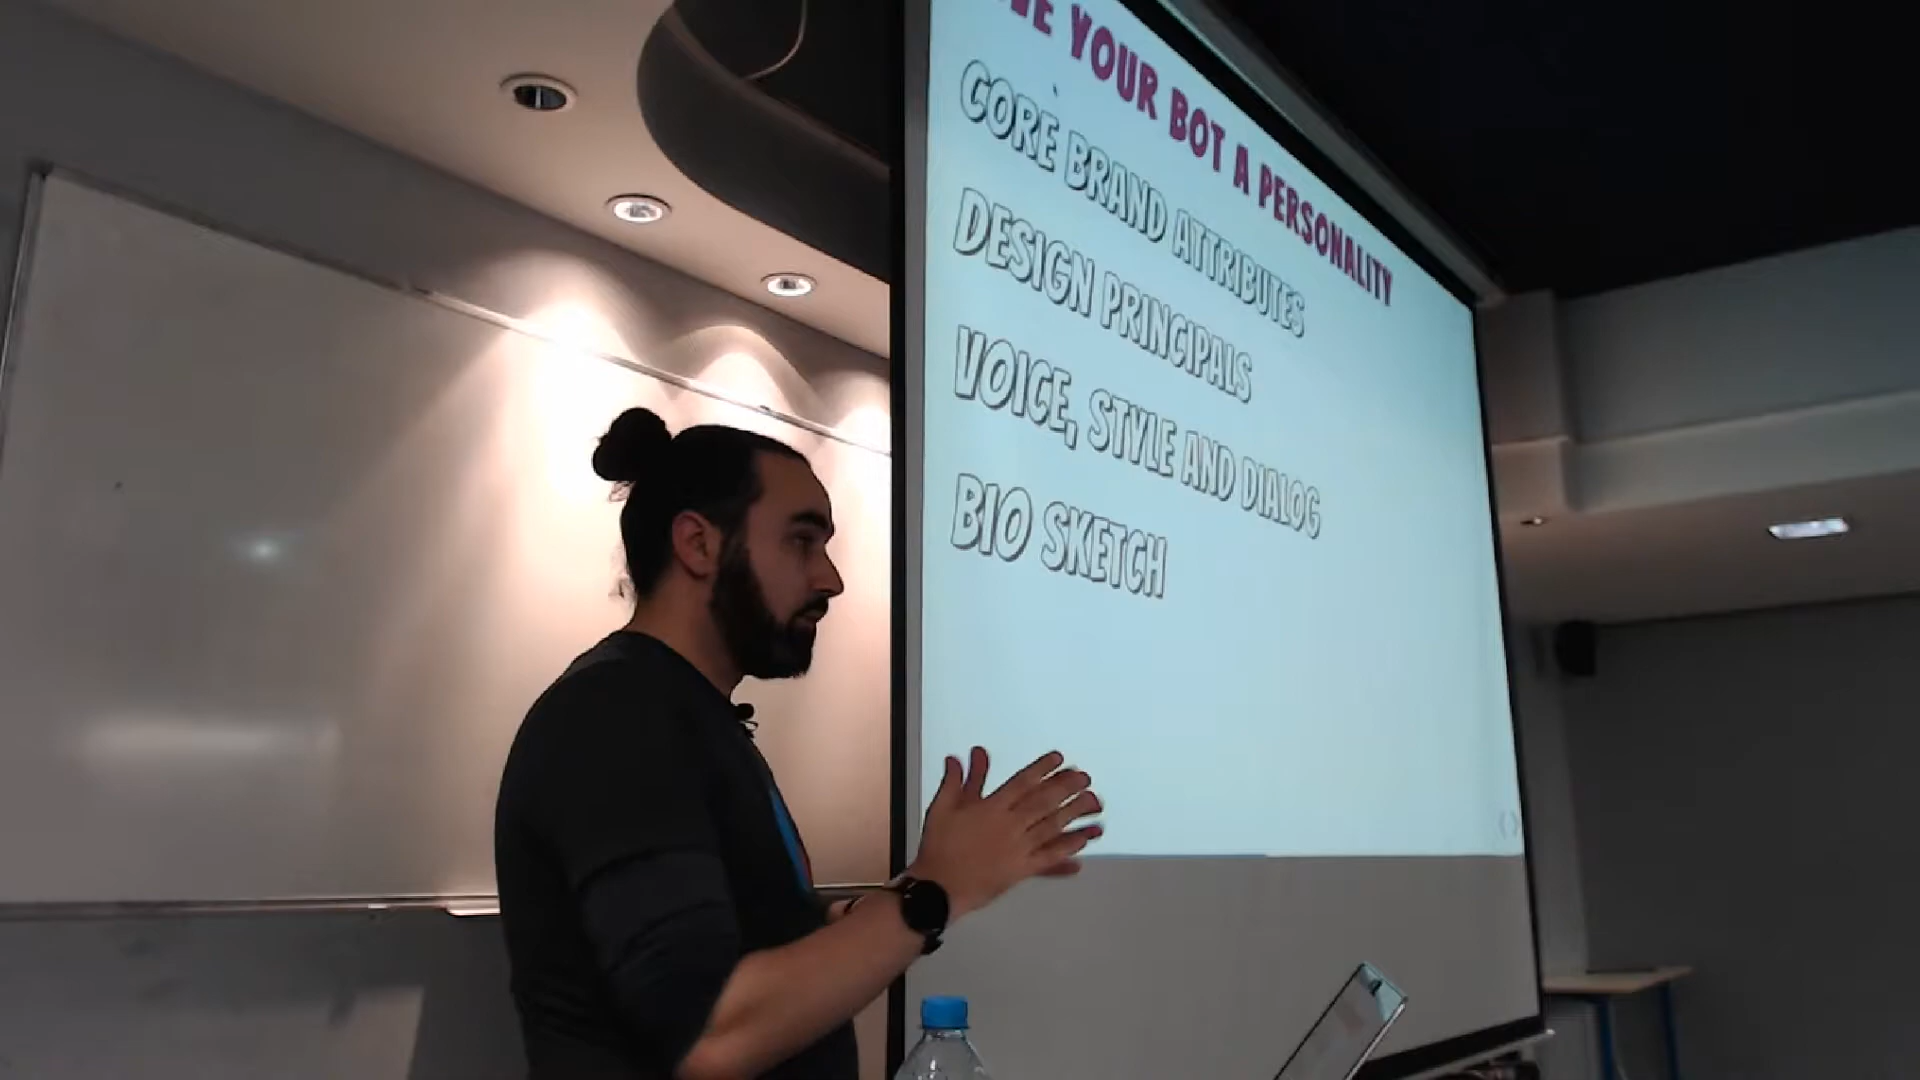 YOUR BOT A PERSONALITY
CORE BRAND ATTRIBUTES
DESIGN PRINCIPALS
VOICE, STYLE AND DIALOG
BIO SKETCH